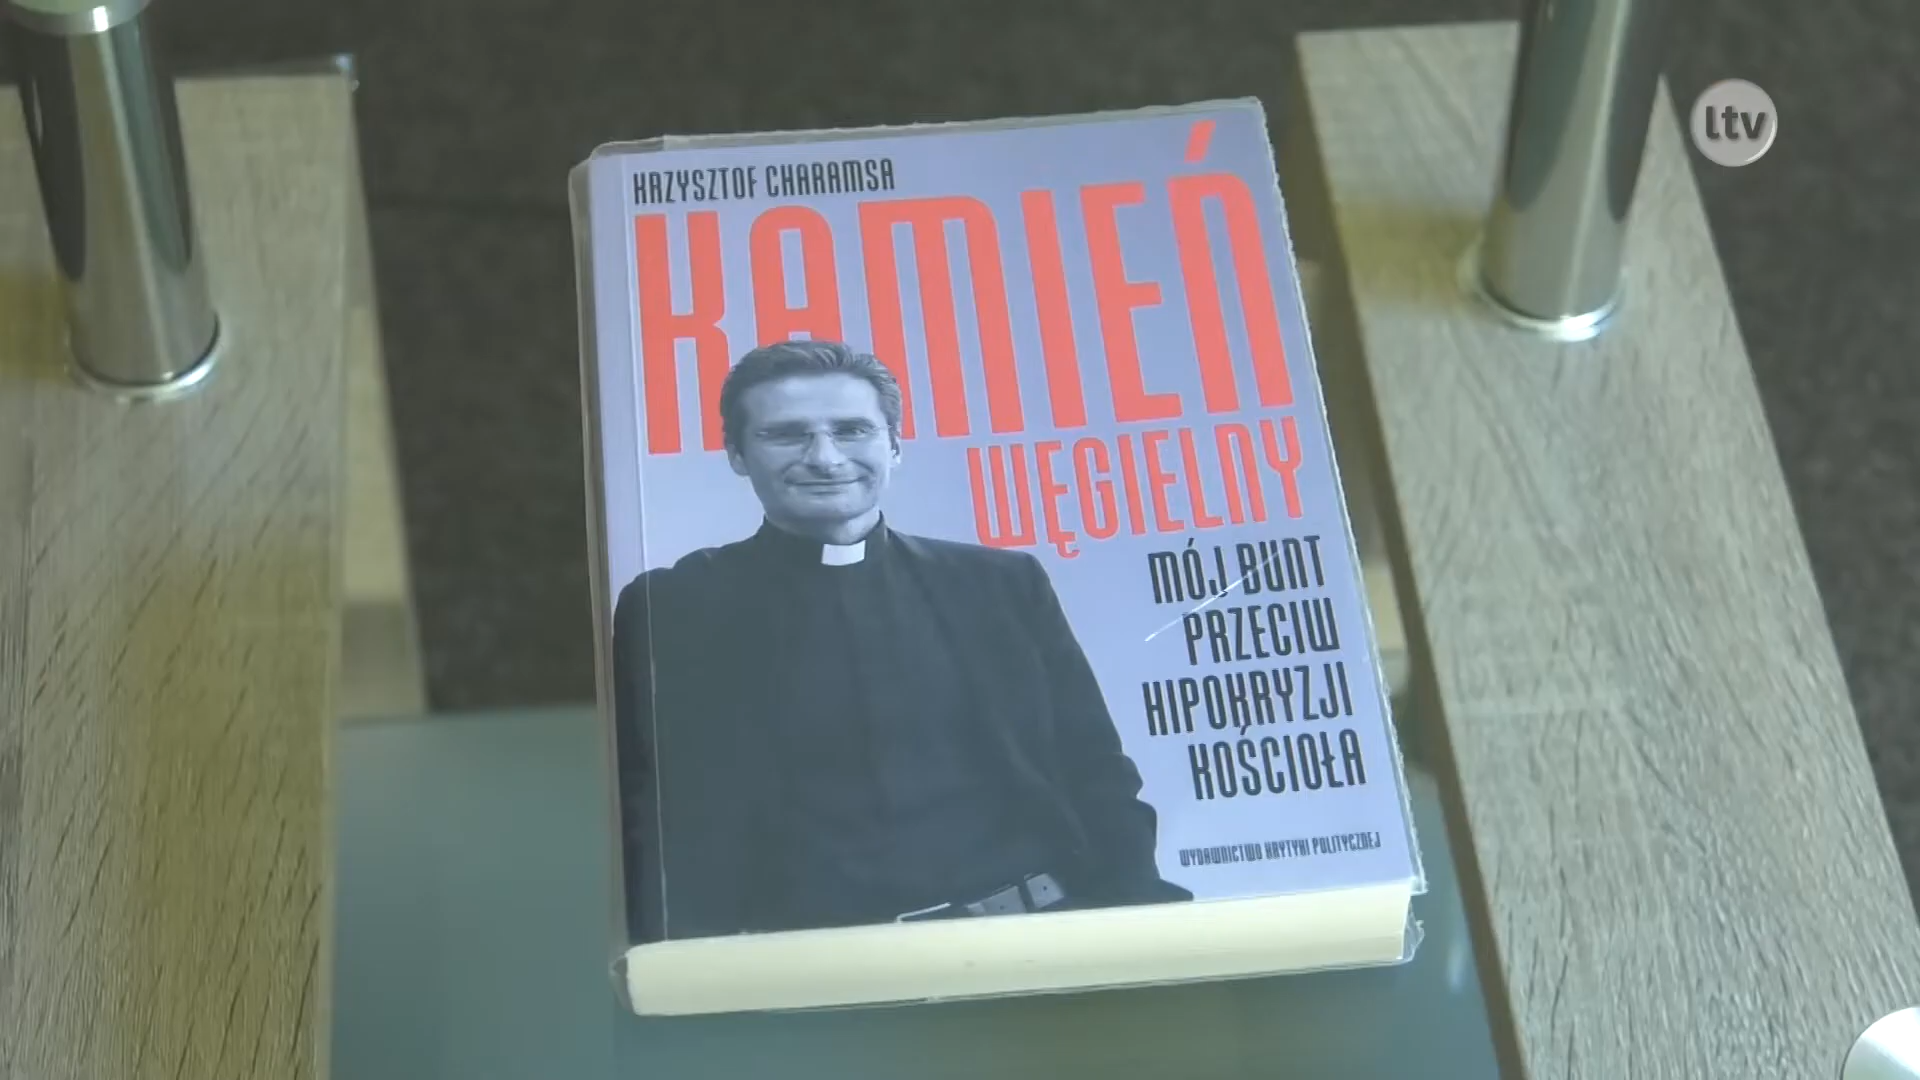 ltv
KRZYSZTOF CHARAMSA
KAMIEŃ
WĘGIELNY
MÓJ BUNT
PRZECIW
HIPOKRYZJI
KOŚCIOŁA
WYDAWNICTWO KRYTYKI POLITYCZNEJ